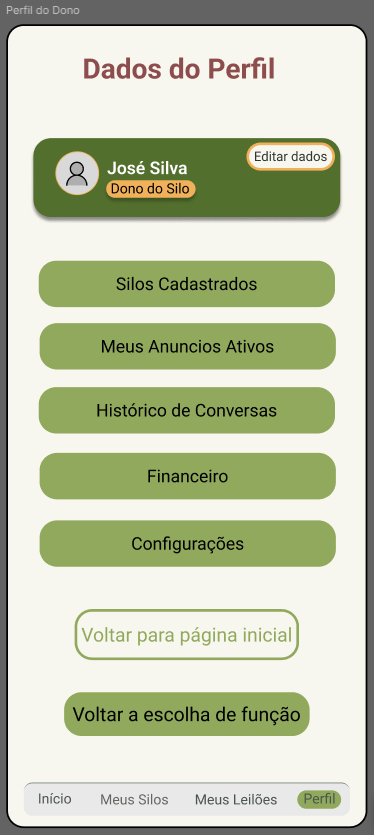 Perfil do Dono
Dados do Perfil
Editar dados
José Silva
Dono do Silo
Silos Cadastrados
Meus Anuncios Ativos
Histórico de Conversas
Financeiro
Configurações
Voltar para página inicial
Voltar a escolha de função
Início Meus Silos Meus Leilões Perfil